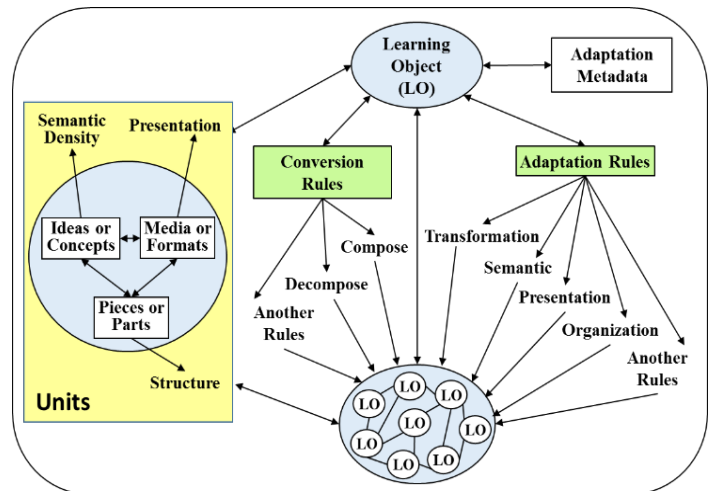 Learning
Object
(LO)
Adaptation
Metadata
Semantic
Density
Presentation
Ideas or
Concepts
Media or
Formats
Pieces or
Parts
Structure
Units
Conversion
Rules
Compose
Decompose
Another
Rules
Adaptation Rules
Transformation
Semantic
Presentation
Organization
Another
Rules
LO
LO
LO
LO
LO
LO
LO
LO